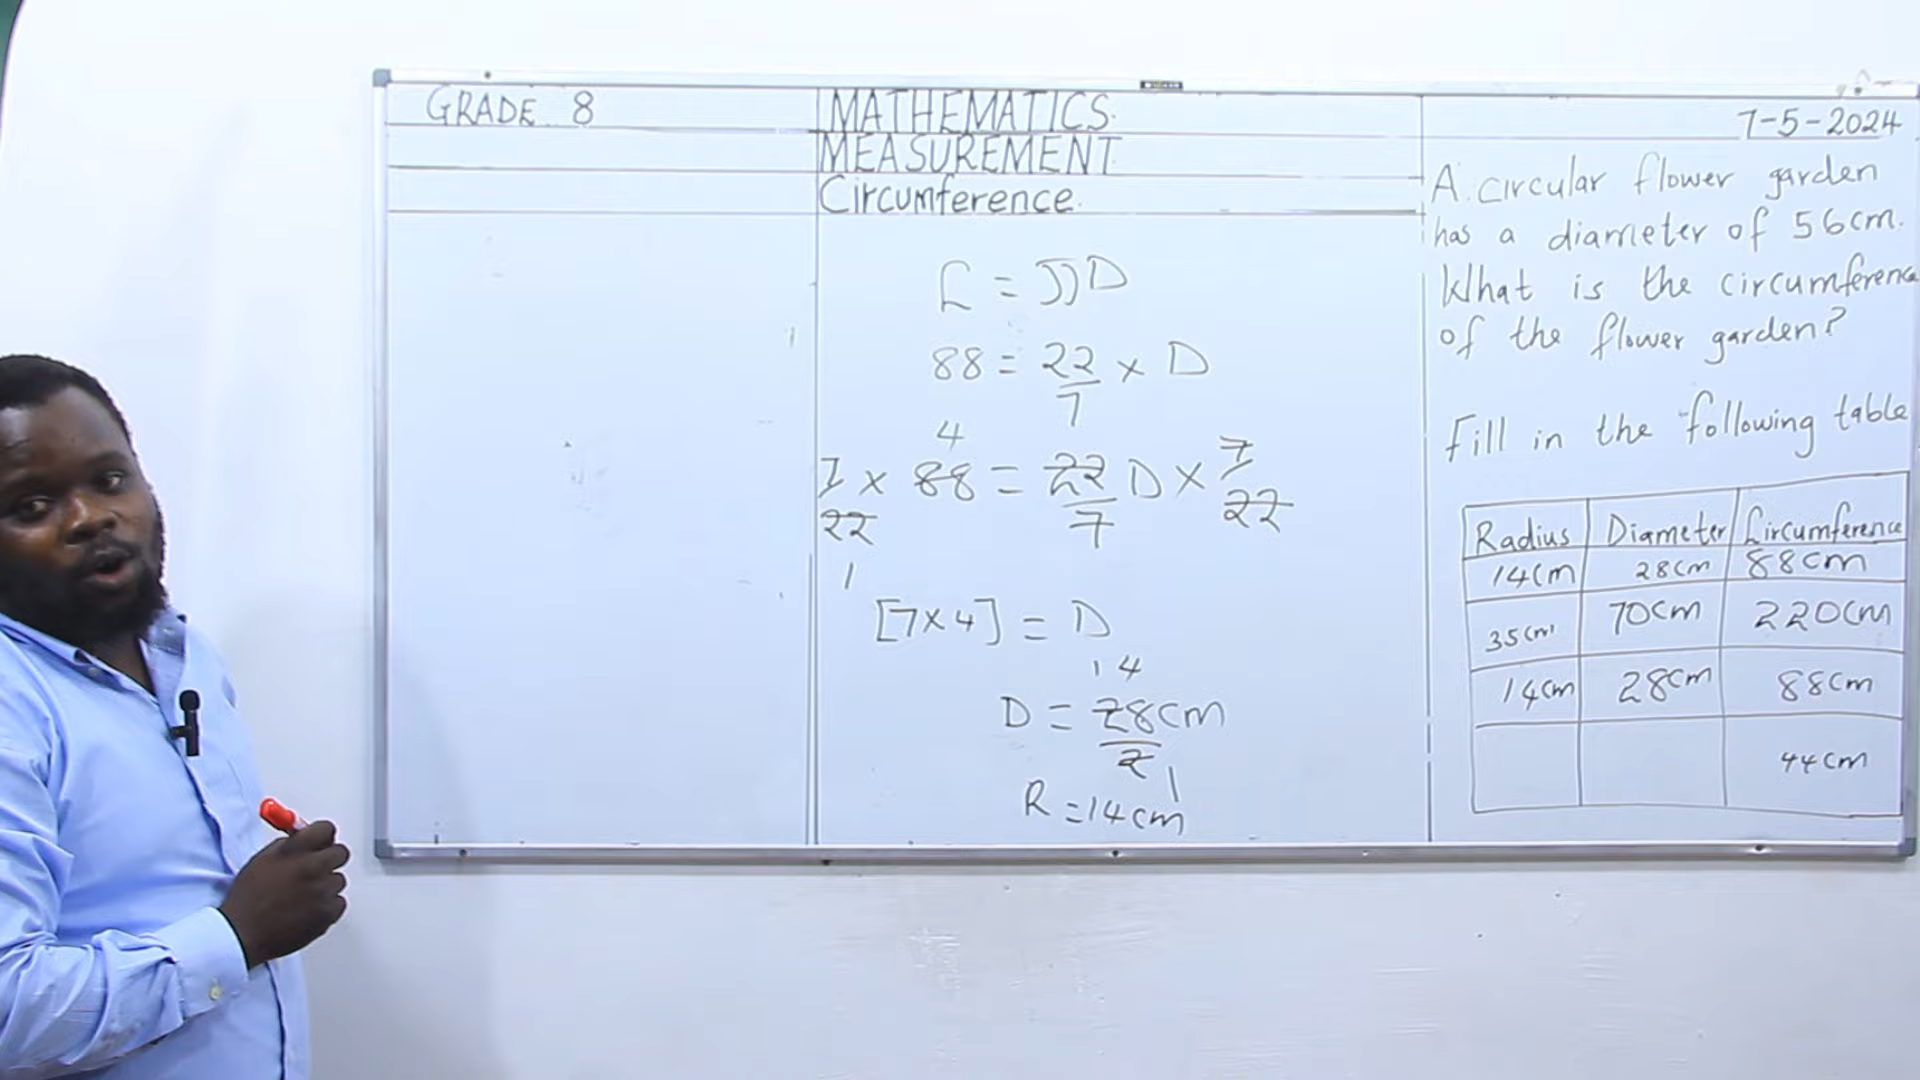 GRADE 8
MATHEMATICS
MEASUREMENT
Circumference.
7-5-2024
C = πD
88 = 22/7 × D
4
7/22 × 88 = 22/7 D × 7/22
1
[7×4] = D
14
D = 28cm/2
1
R = 14cm
A circular flower garden
has a diameter of 56cm.
What is the circumference
of the flower garden?
Fill in the following table
Radius Diameter Circumference
14cm 28cm 88cm
35cm 70cm 220cm
14cm 28cm 88cm
44cm